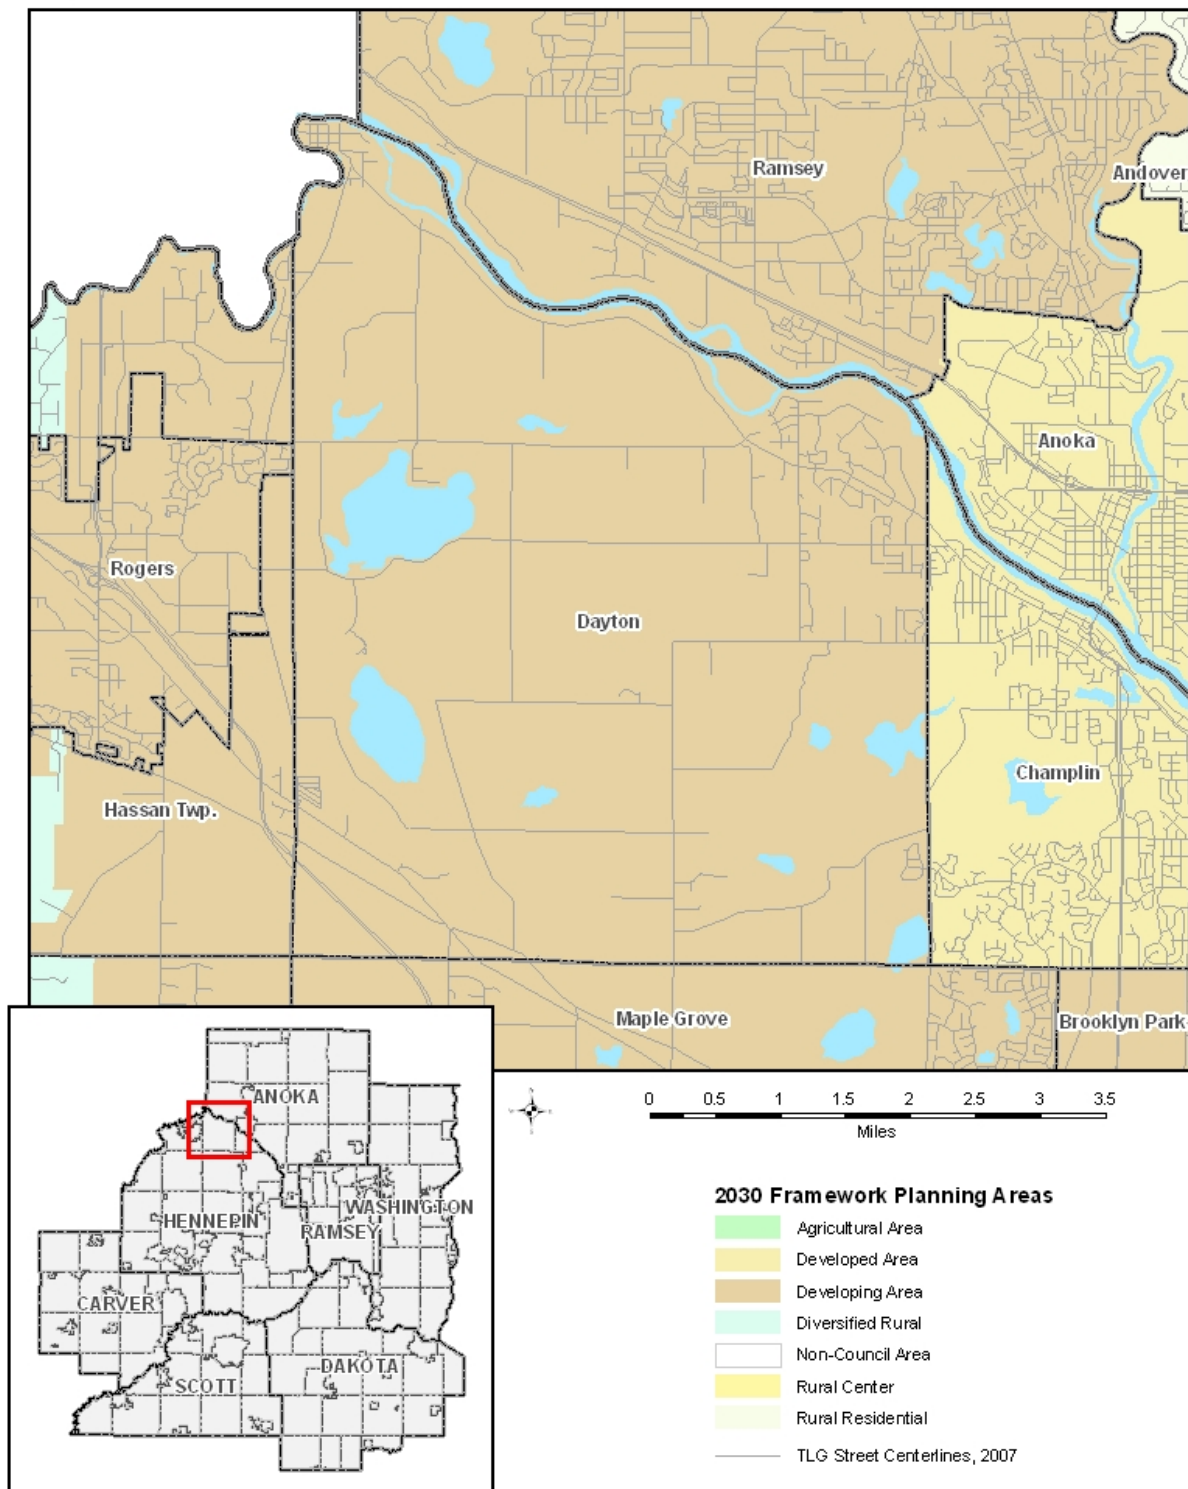 Ramsey
Andover
Anoka
Rogers
Dayton
Champlin
Hassan Twp.
Maple Grove
Brooklyn Park
ANOKA
HENNEPIN
WASHINGTON
RAMSEY
CARVER
SCOTT
DAKOTA
0 0.5 1 1.5 2 2.5 3 3.5
Miles
2030 Framework Planning Areas
Agricultural Area
Developed Area
Developing Area
Diversified Rural
Non-Council Area
Rural Center
Rural Residential
TLG Street Centerlines, 2007